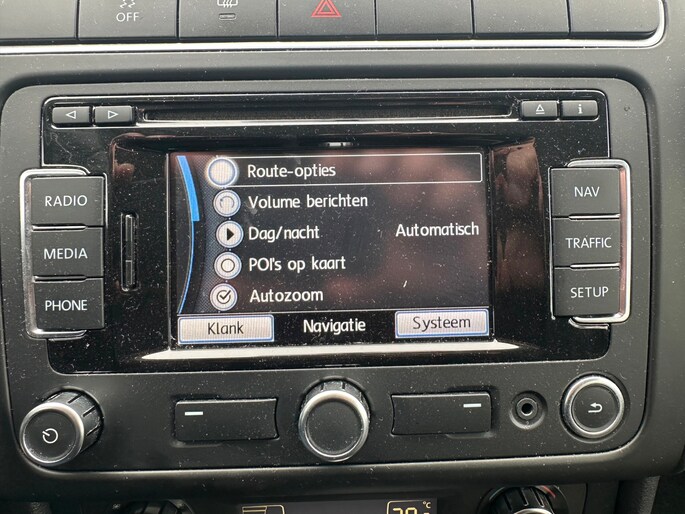 OFF
RADIO
MEDIA
PHONE
i
NAV
TRAFFIC
SETUP
Route-opties
Volume berichten
Dag/nacht Automatisch
POI's op kaart
Autozoom
Klank Navigatie Systeem
°C